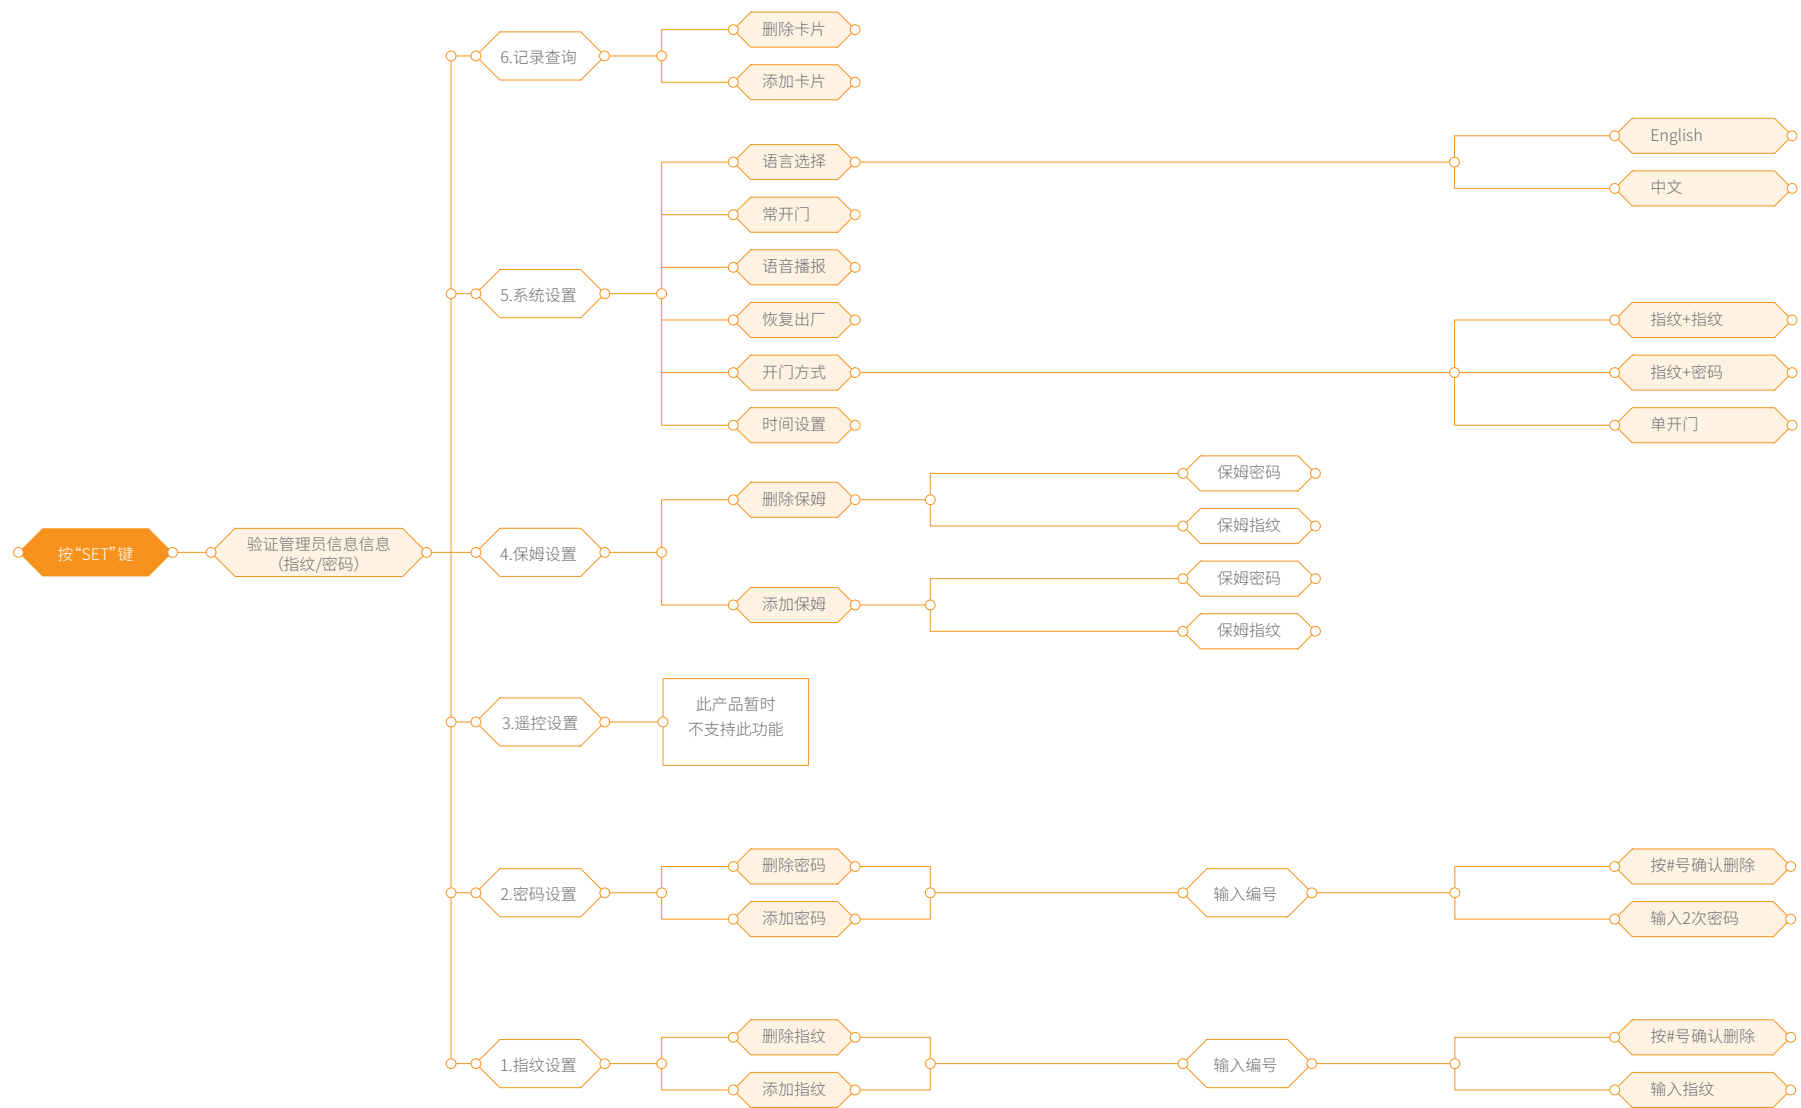 按“SET”键
验证管理员信息信息
（指纹/密码）
6.记录查询
删除卡片
添加卡片
5.系统设置
语言选择
English
中文
常开门
语音播报
恢复出厂
开门方式
指纹+指纹
指纹+密码
单开门
时间设置
4.保姆设置
删除保姆
保姆密码
保姆指纹
添加保姆
保姆密码
保姆指纹
3.遥控设置
此产品暂时
不支持此功能
2.密码设置
删除密码
添加密码
输入编号
按#号确认删除
输入2次密码
1.指纹设置
删除指纹
添加指纹
输入编号
按#号确认删除
输入指纹